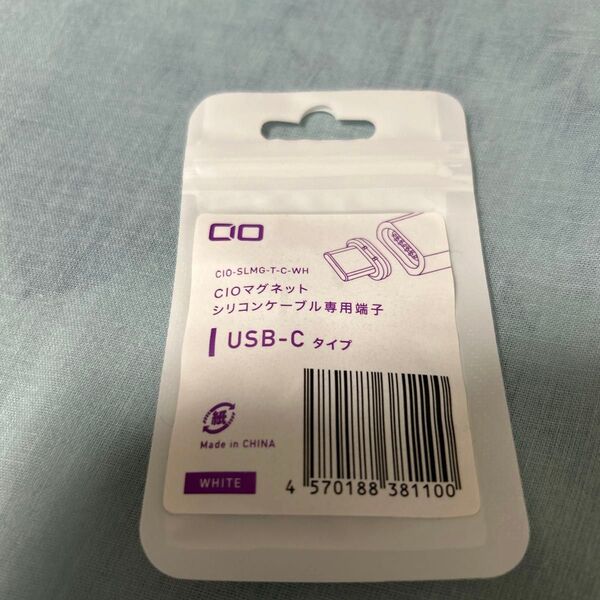 CIO
CIO-SLMG-T-C-WH
CIOマグネット
シリコンケーブル専用端子
USB-C タイプ
紙
Made in CHINA
WHITE
4 570188 381100